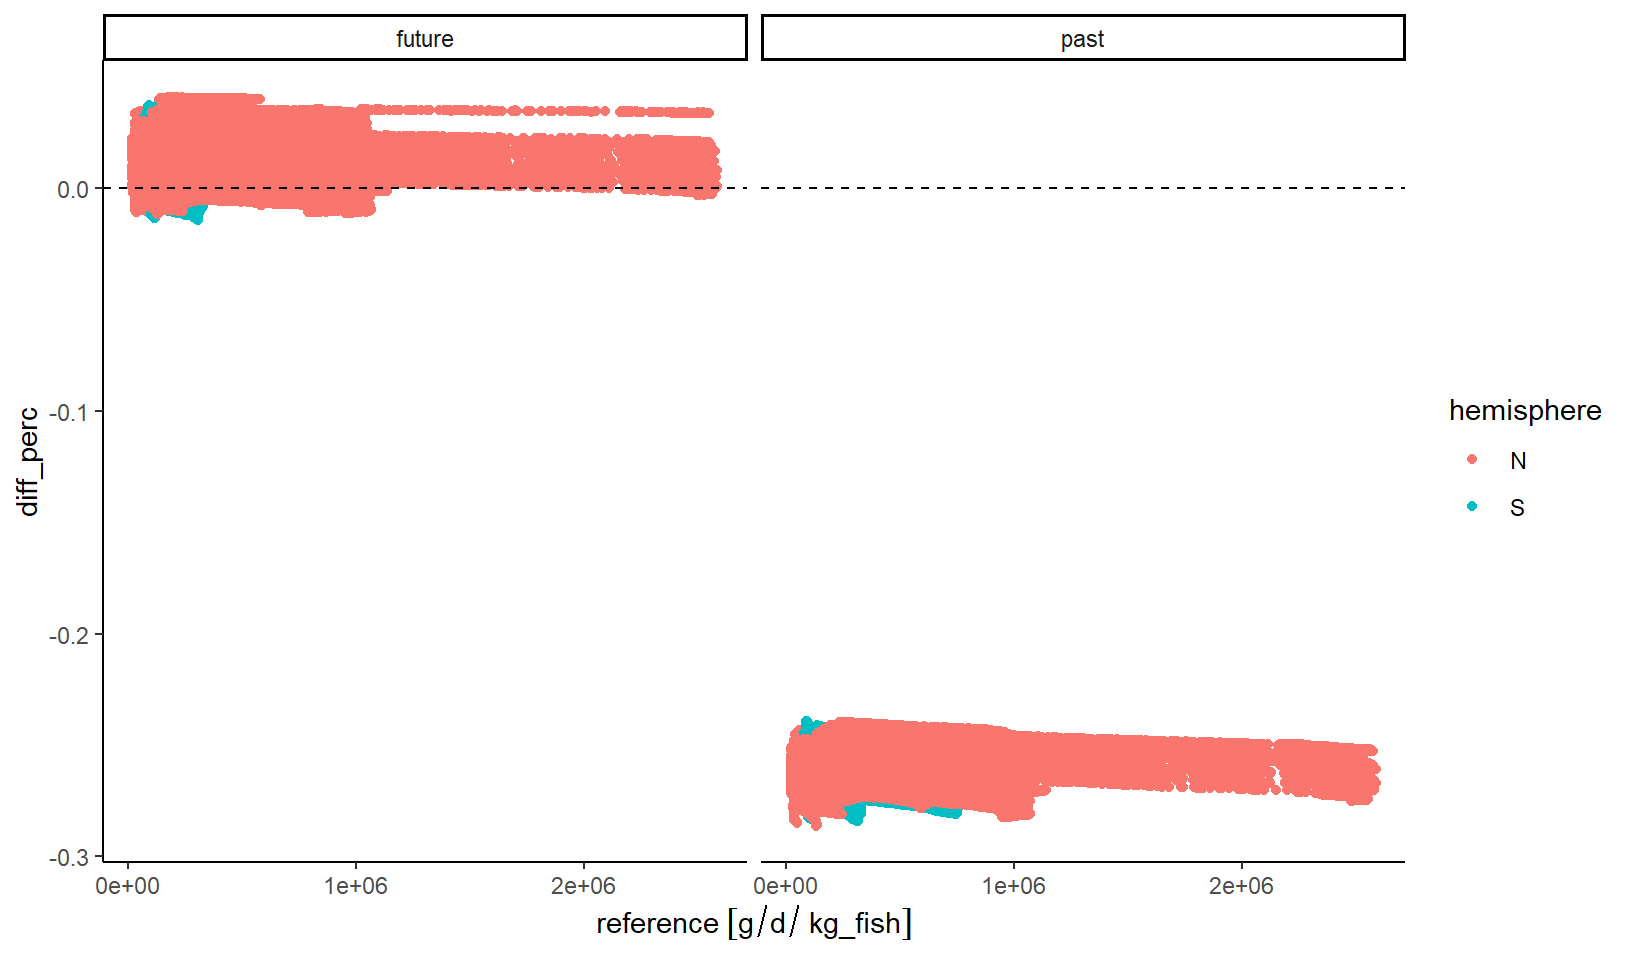 future
past
0.0
-0.1
-0.2
-0.3
diff_perc
0e+00
1e+06
2e+06
0e+00
1e+06
2e+06
reference [g/d/ kg_fish]
hemisphere
N
S